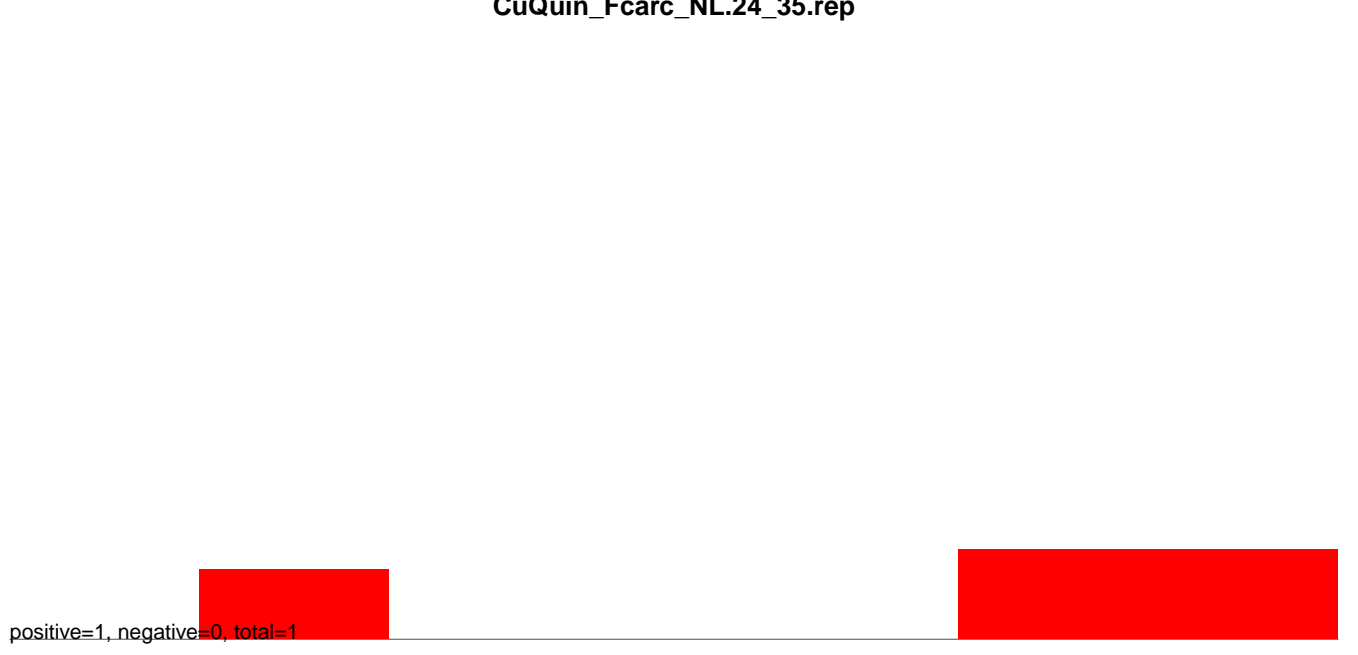 CuQuin_Fcarc_NL.24_35.rep
positive=1, negative=0, total=1